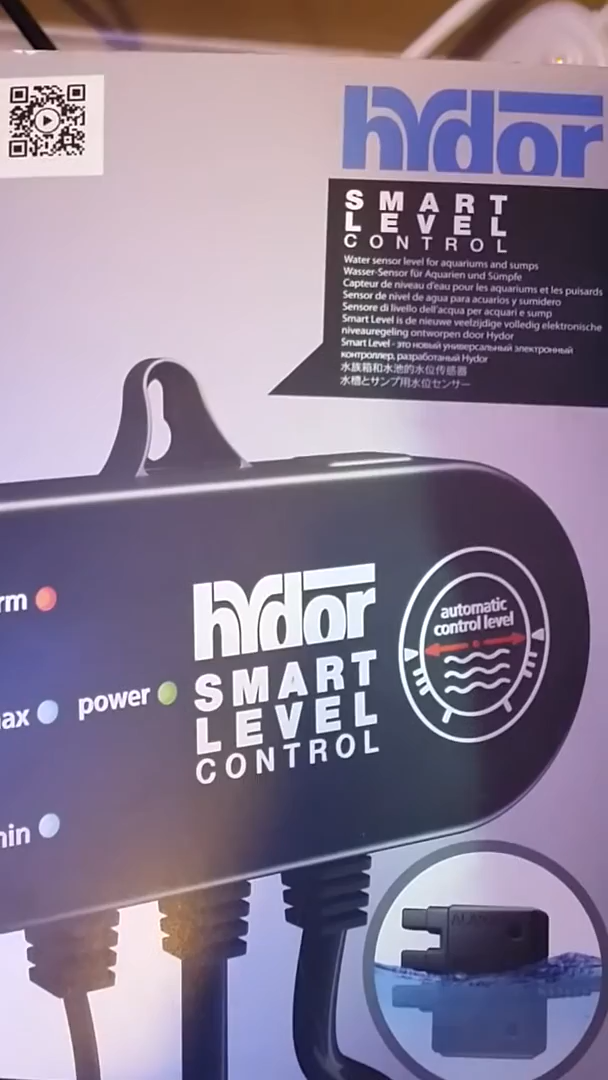 hydor
SMART
LEVEL
CONTROL
Water sensor level for aquariums and sumps
Wasser-Sensor für Aquarien und Sümpfe
Capteur de niveau d'eau pour les aquariums et les puisards
Sensor de nivel de agua para acuarios y sumidero
Sensore di livello dell'acqua per acquari e sump
Smart Level is de nieuwe veelzijdige volledig elektronische
niveauregeling ontworpen door Hydor
Smart Level - это новый универсальный электронный
контроллер, разработаный Hydor
水族箱和水池的水位传感器
水槽とサンプ用水位センサー
rm
hydor
SMART
LEVEL
CONTROL
automatic
control level
ax
power
in